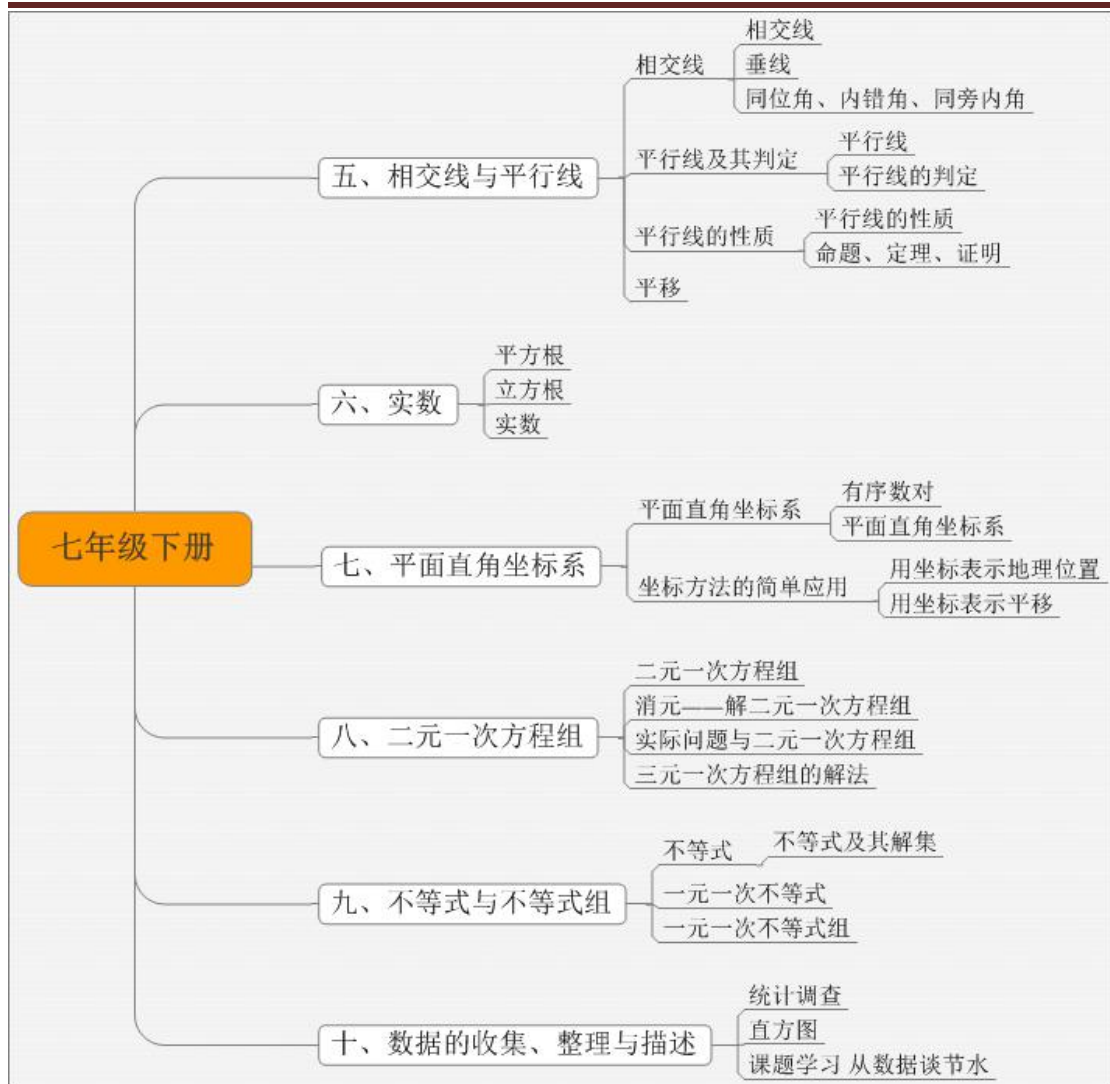 七年级下册
五、相交线与平行线
相交线
相交线
垂线
同位角、内错角、同旁内角
平行线及其判定
平行线
平行线的判定
平行线的性质
平行线的性质
命题、定理、证明
平移
六、实数
平方根
立方根
实数
七、平面直角坐标系
平面直角坐标系
有序数对
平面直角坐标系
坐标方法的简单应用
用坐标表示地理位置
用坐标表示平移
八、二元一次方程组
二元一次方程组
消元——解二元一次方程组
实际问题与二元一次方程组
三元一次方程组的解法
九、不等式与不等式组
不等式
不等式及其解集
一元一次不等式
一元一次不等式组
十、数据的收集、整理与描述
统计调查
直方图
课题学习 从数据谈节水